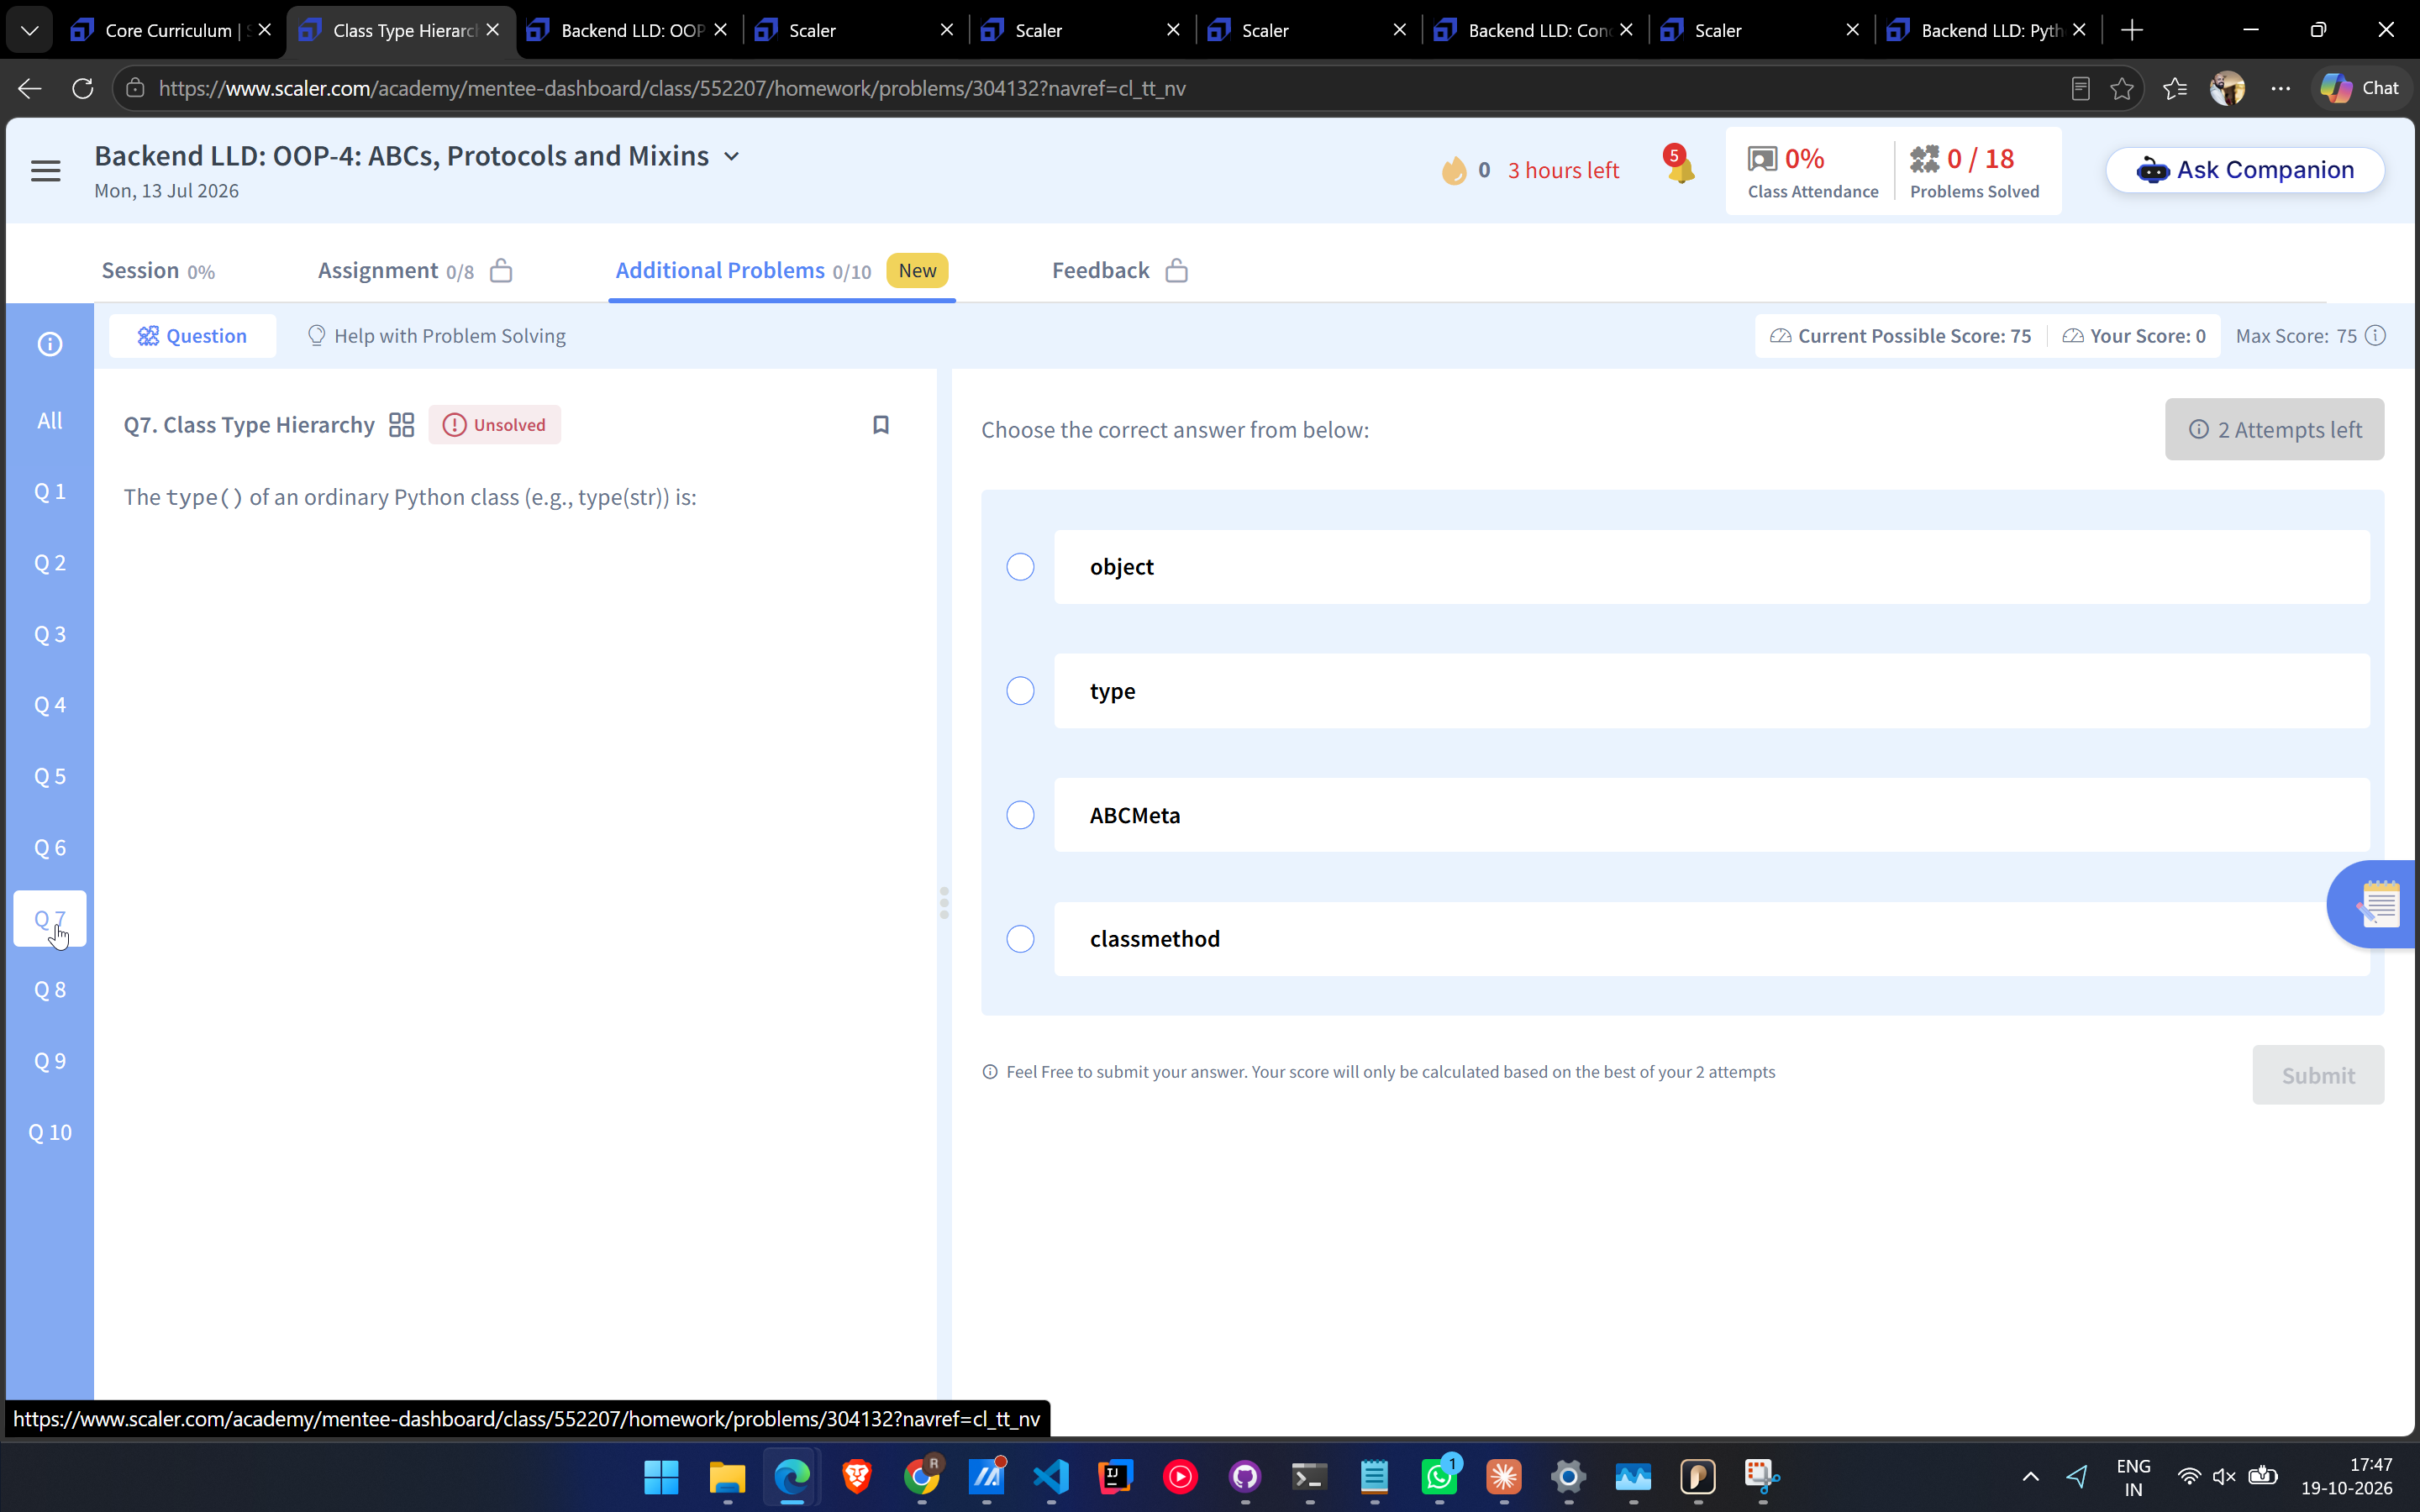 Core Curriculum |
Class Type Hierarc
Backend LLD: OOP
Scaler
Scaler
Scaler
Backend LLD: Con
Scaler
Backend LLD: Pyth
https://www.scaler.com/academy/mentee-dashboard/class/552207/homework/problems/304132?navref=cl_tt_nv
Chat
Backend LLD: OOP-4: ABCs, Protocols and Mixins
Mon, 13 Jul 2026
0 3 hours left
5
0%
Class Attendance
0 / 18
Problems Solved
Ask Companion
Session 0%
Assignment 0/8
Additional Problems 0/10 New
Feedback
Question
Help with Problem Solving
Current Possible Score: 75
Your Score: 0
Max Score: 75
All
Q 1
Q 2
Q 3
Q 4
Q 5
Q 6
Q 7
Q 8
Q 9
Q 10
Q7. Class Type Hierarchy
Unsolved
The type() of an ordinary Python class (e.g., type(str)) is:
Choose the correct answer from below:
2 Attempts left
object
type
ABCMeta
classmethod
Feel Free to submit your answer. Your score will only be calculated based on the best of your 2 attempts
Submit
https://www.scaler.com/academy/mentee-dashboard/class/552207/homework/problems/304132?navref=cl_tt_nv
R
IJ
1
ENG
IN
17:47
19-10-2026